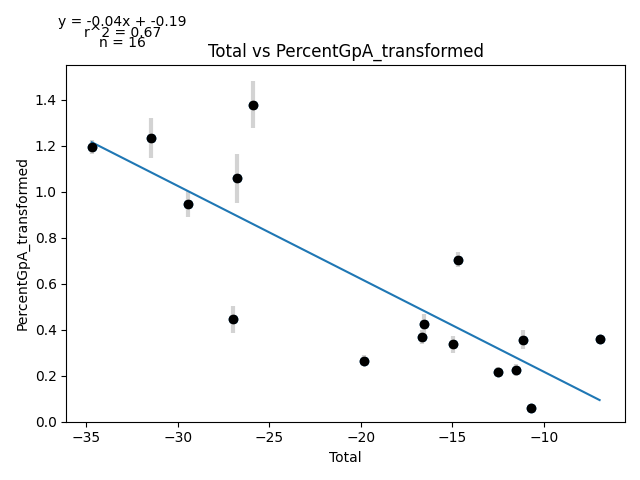 y = -0.04x + -0.19
r^2 = 0.67
n = 16
Total vs PercentGpA_transformed
PercentGpA_transformed
1.4
1.2
1.0
0.8
0.6
0.4
0.2
0.0
−35 −30 −25 −20 −15 −10
Total